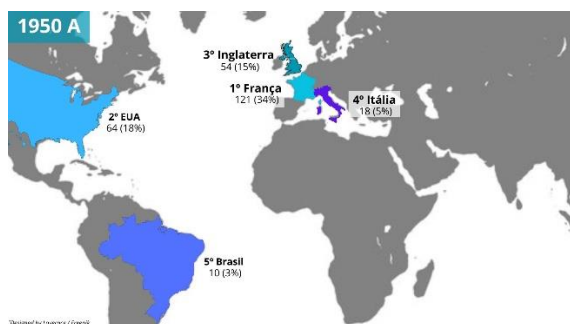 1950 A
3º Inglaterra
54 (15%)
1º França
121 (34%)
4º Itália
18 (5%)
2º EUA
64 (18%)
5º Brasil
10 (3%)